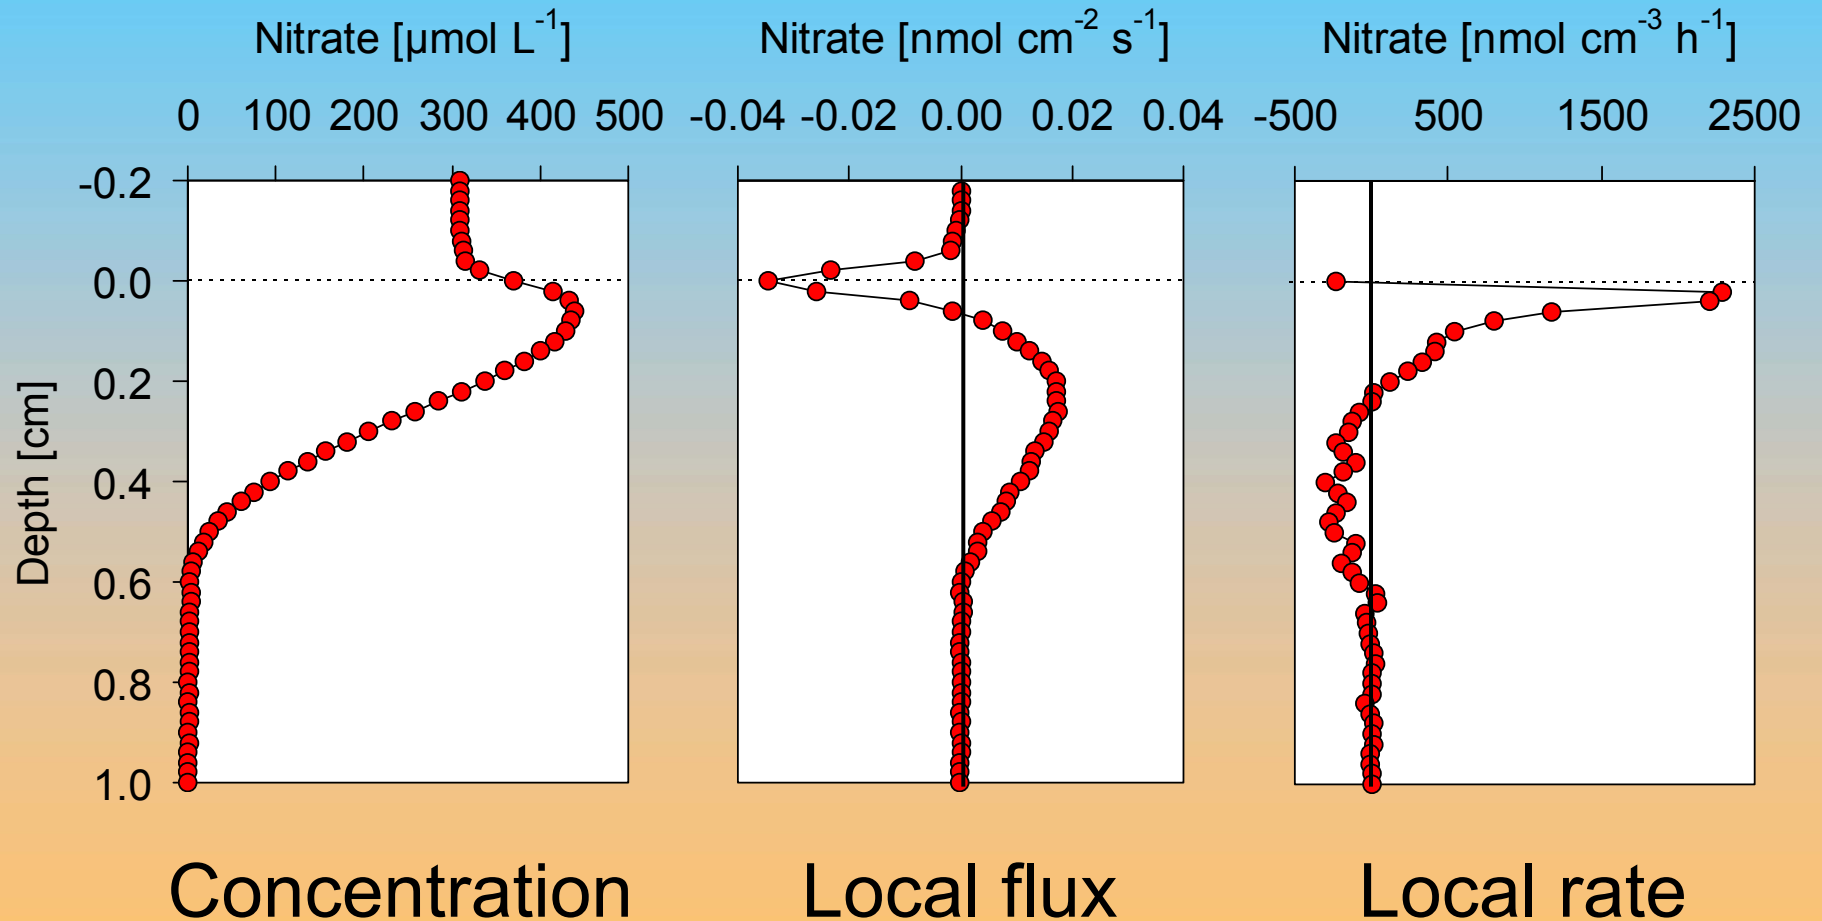 Nitrate [µmol L⁻¹] Nitrate [nmol cm⁻² s⁻¹] Nitrate [nmol cm⁻³ h⁻¹]
0 100 200 300 400 500 -0.04 -0.02 0.00 0.02 0.04 -500 500 1500 2500
-0.2
0.0
0.2
0.4
0.6
0.8
1.0
Depth [cm]
Concentration Local flux Local rate